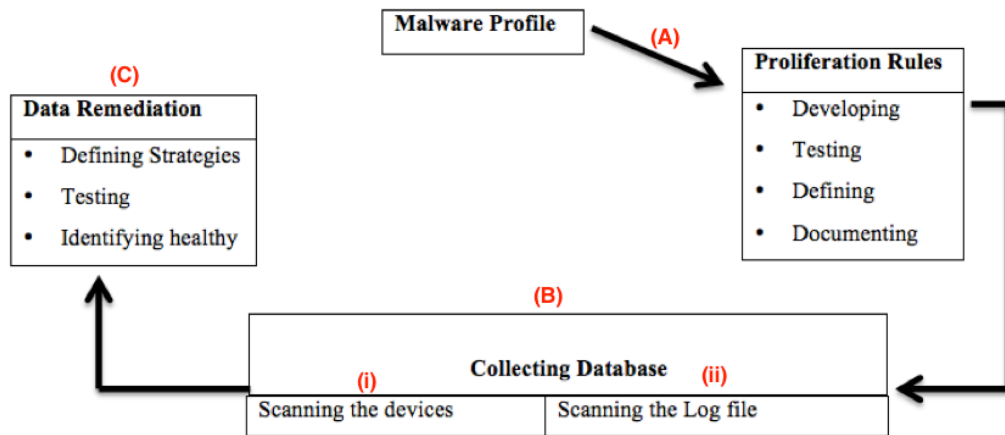 Malware Profile
(A)
Proliferation Rules
• Developing
• Testing
• Defining
• Documenting
(C)
Data Remediation
• Defining Strategies
• Testing
• Identifying healthy
(B)
Collecting Database
(i)
(ii)
Scanning the devices
Scanning the Log file